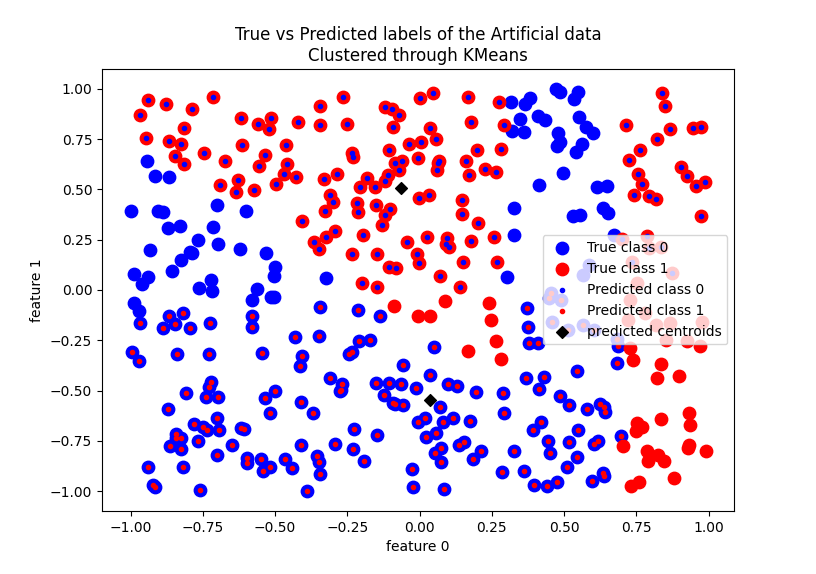 True vs Predicted labels of the Artificial data
Clustered through KMeans
1.00
0.75
0.50
0.25
0.00
−0.25
−0.50
−0.75
−1.00
feature 1
True class 0
True class 1
Predicted class 0
Predicted class 1
predicted centroids
−1.00 −0.75 −0.50 −0.25 0.00 0.25 0.50 0.75 1.00
feature 0